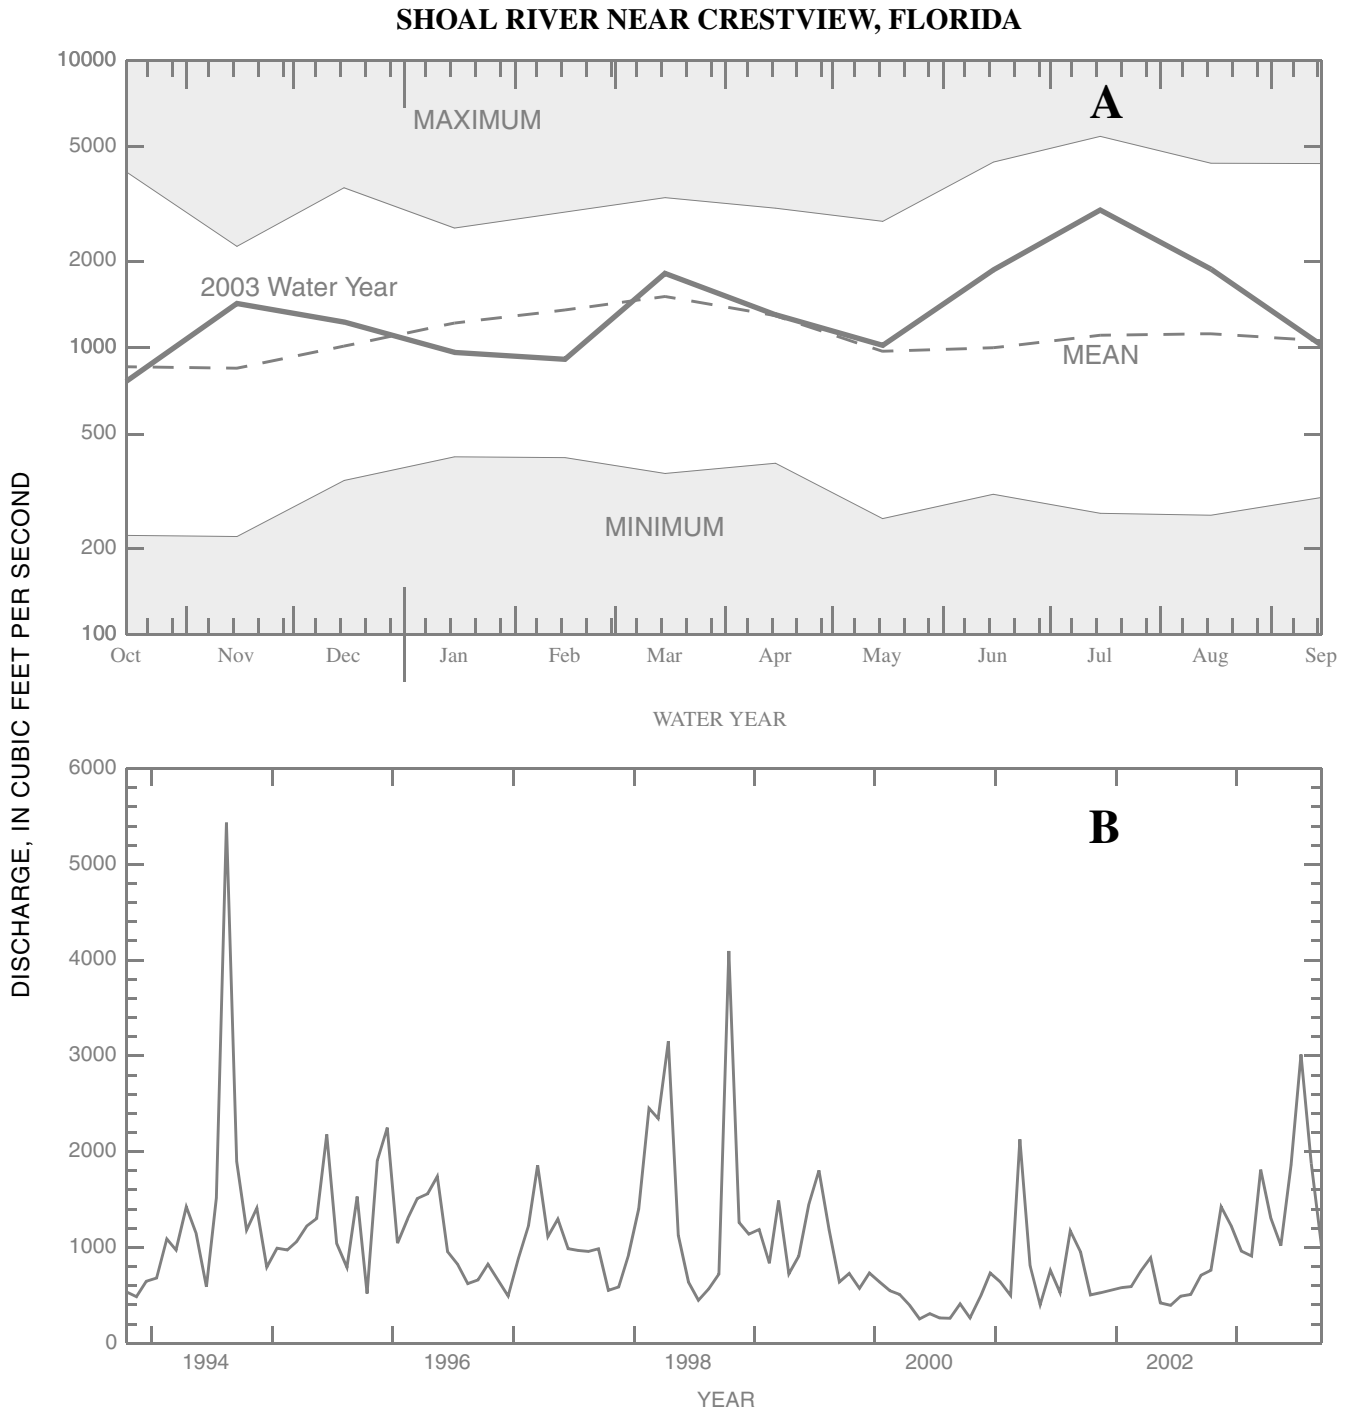 SHOAL RIVER NEAR CRESTVIEW, FLORIDA
DISCHARGE, IN CUBIC FEET PER SECOND
10000
5000
2000
1000
500
200
100
A
MAXIMUM
2003 Water Year
MEAN
MINIMUM
Oct Nov Dec Jan Feb Mar Apr May Jun Jul Aug Sep
WATER YEAR
6000
5000
4000
3000
2000
1000
0
B
1994 1996 1998 2000 2002
YEAR